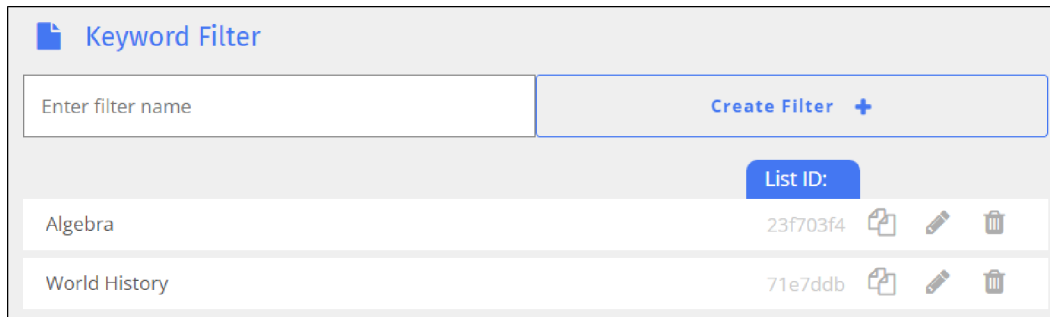 Keyword Filter
Enter filter name Create Filter
List ID:
Algebra 23f703f4
World History 71e7ddb